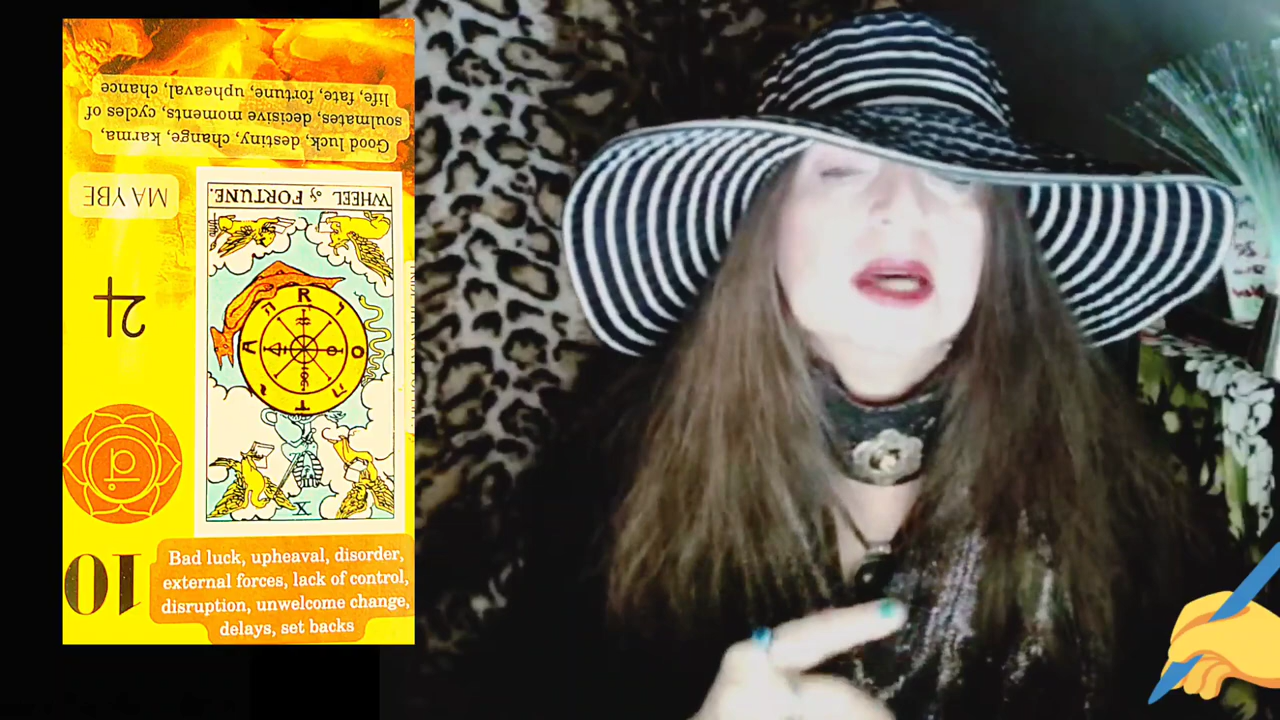 Good luck, destiny, change, karma,
soulmates, decisive moments, cycles of
life, fate, fortune, upheaval, chance
MAYBE
WHEEL of FORTUNE.
T
A
R
O
X
10
Bad luck, upheaval, disorder,
external forces, lack of control,
disruption, unwelcome change,
delays, set backs